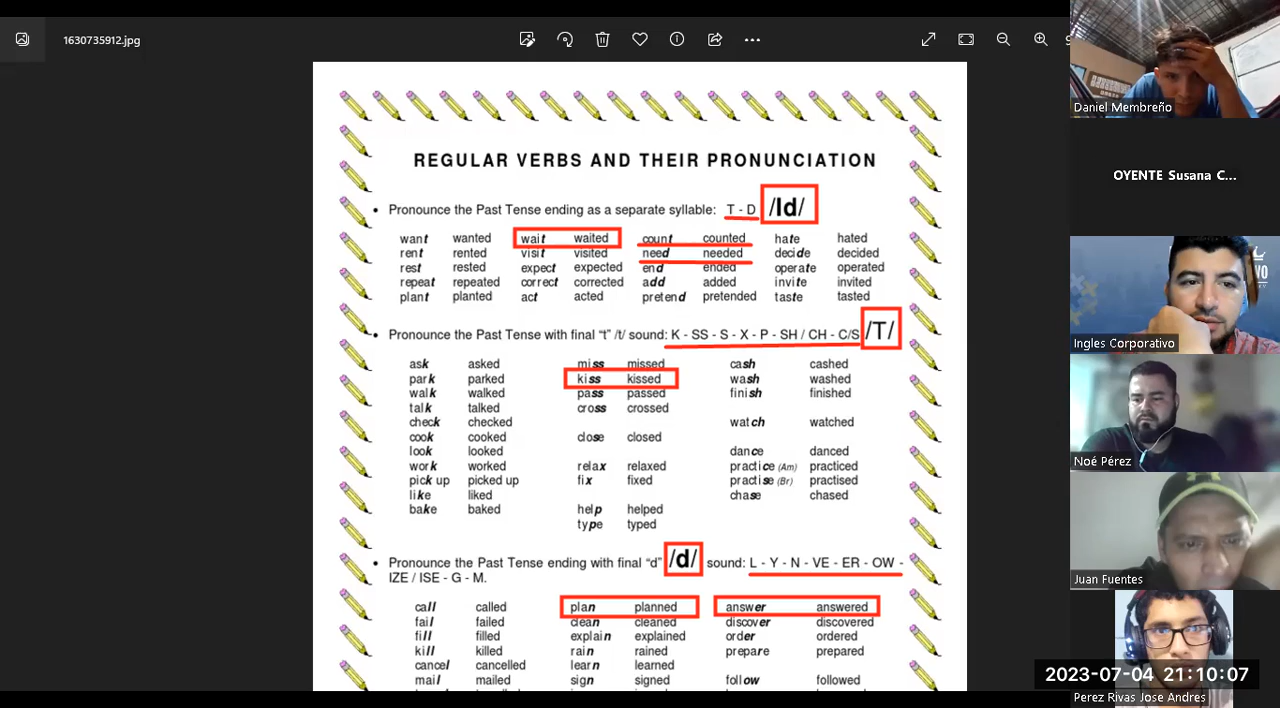 1630735912.jpg
REGULAR VERBS AND THEIR PRONUNCIATION
• Pronounce the Past Tense ending as a separate syllable: T - D /Id/
want wanted wait waited count counted hate hated
rent rented visit visited need needed decide decided
rest rested expect expected end ended operate operated
repeat repeated correct corrected add added invite invited
plant planted act acted pretend pretended taste tasted
• Pronounce the Past Tense with final “t” /t/ sound: K - SS - S - X - P - SH / CH - C/S /T/
ask asked miss missed cash cashed
park parked kiss kissed wash washed
walk walked pass passed finish finished
talk talked cross crossed
check checked watch watched
cook cooked close closed
look looked dance danced
work worked relax relaxed practice (Am) practiced
pick up picked up fix fixed practise (Br) practised
like liked chase chased
bake baked help helped
type typed
• Pronounce the Past Tense ending with final “d” /d/ sound: L - Y - N - VE - ER - OW -
IZE / ISE - G - M.
call called plan planned answer answered
fail failed clean cleaned discover discovered
fill filled explain explained order ordered
kill killed rain rained prepare prepared
cancel cancelled learn learned
mail mailed sign signed follow followed
Daniel Membreño
OYENTE Susana C...
Ingles Corporativo
Noé Pérez
Juan Fuentes
2023-07-04 21:10:07
Perez Rivas Jose Andres